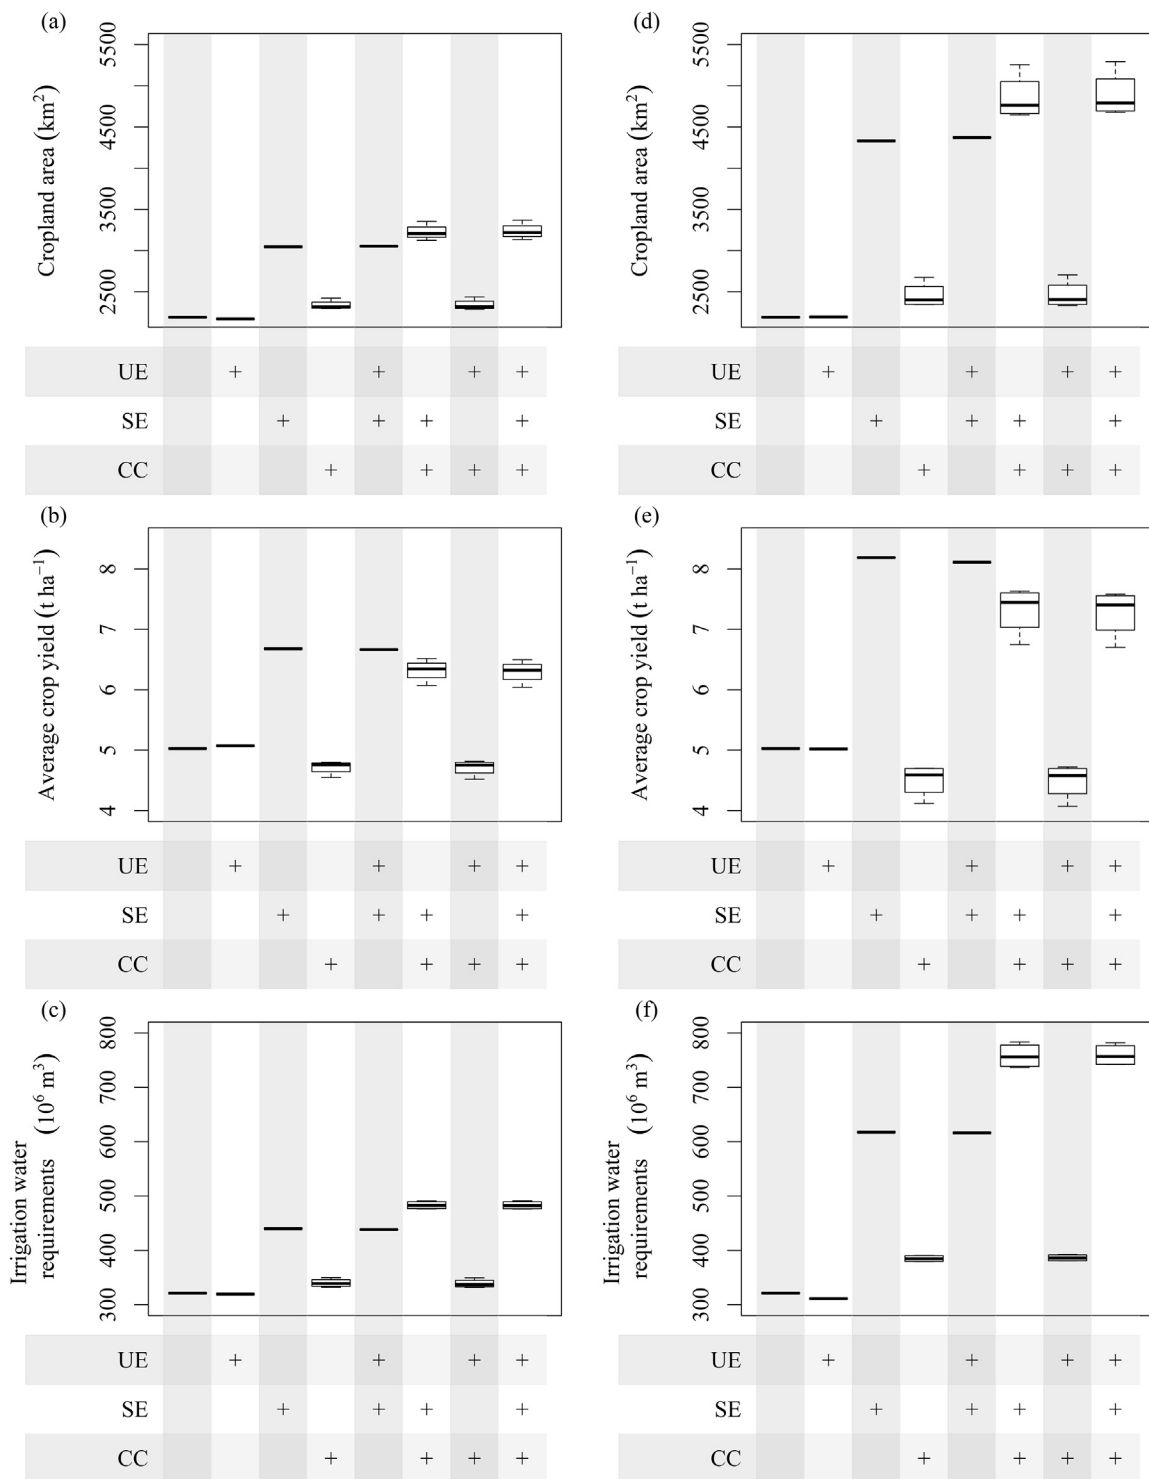 (a)
Cropland area (km²)
5500
4500
3500
2500
UE + + + +
SE + + + +
CC + + + +
(d)
Cropland area (km²)
5500
4500
3500
2500
UE + + + +
SE + + + +
CC + + + +
(b)
Average crop yield (t ha⁻¹)
8
7
6
5
4
UE + + + +
SE + + + +
CC + + + +
(e)
Average crop yield (t ha⁻¹)
8
7
6
5
4
UE + + + +
SE + + + +
CC + + + +
(c)
Irrigation water
requirements (10⁶ m³)
800
700
600
500
400
300
UE + + + +
SE + + + +
CC + + + +
(f)
Irrigation water
requirements (10⁶ m³)
800
700
600
500
400
300
UE + + + +
SE + + + +
CC + + + +